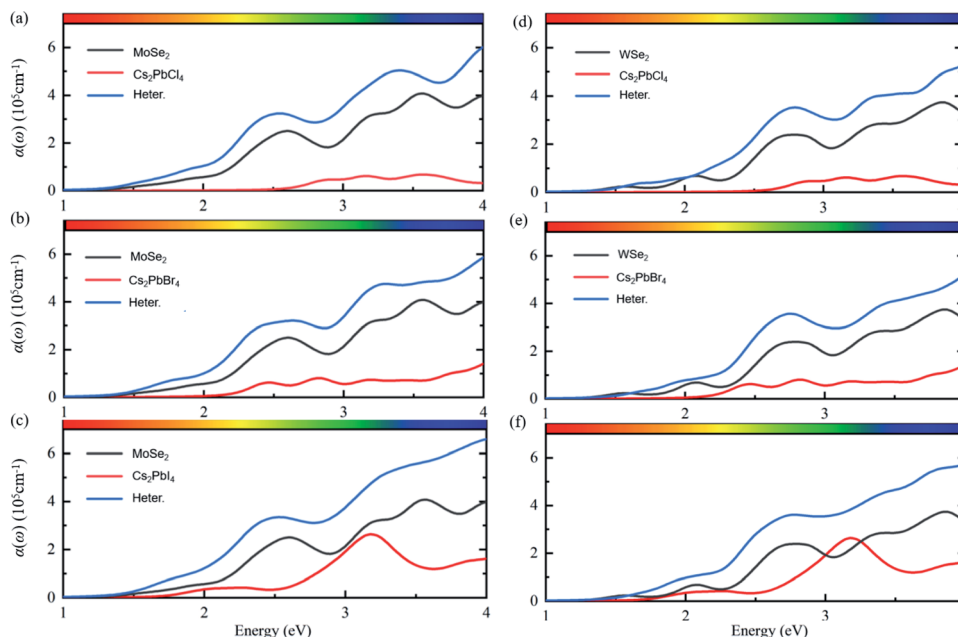 (a)
6
4
2
0
α(ω) (10⁵cm⁻¹)
MoSe₂
Cs₂PbCl₄
Heter.
1
2
3
4
(d)
6
4
2
0
WSe₂
Cs₂PbCl₄
Heter.
1
2
3
(b)
6
4
2
0
α(ω) (10⁵cm⁻¹)
MoSe₂
Cs₂PbBr₄
Heter.
1
2
3
4
(e)
6
4
2
0
WSe₂
Cs₂PbBr₄
Heter.
1
3
(c)
6
4
2
0
α(ω) (10⁵cm⁻¹)
MoSe₂
Cs₂PbI₄
Heter.
1
2
3
4
Energy (eV)
(f)
6
4
2
0
1
2
3
Energy (eV)